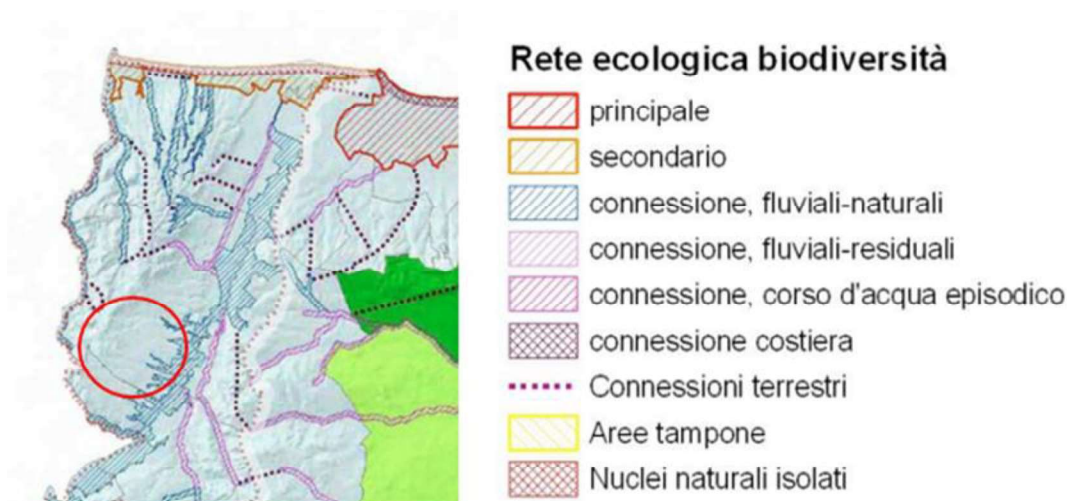 Rete ecologica biodiversità
principale
secondario
connessione, fluviali-naturali
connessione, fluviali-residuali
connessione, corso d'acqua episodico
connessione costiera
Connessioni terrestri
Aree tampone
Nuclei naturali isolati